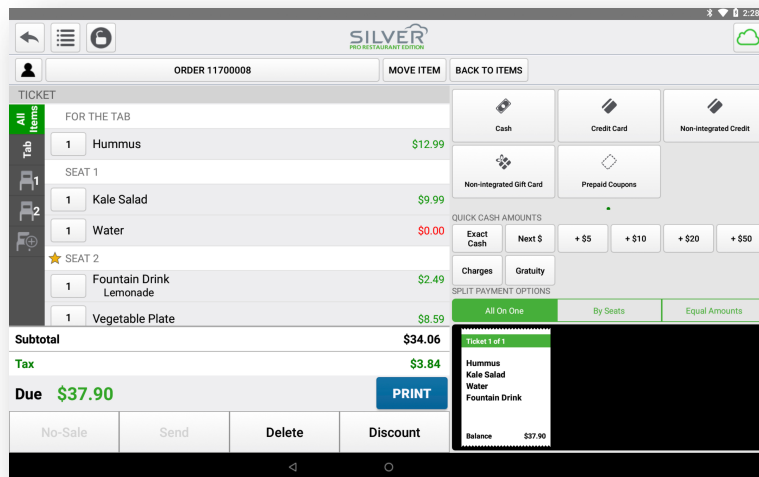 2:28
SILVER
PRO RESTAURANT EDITION
ORDER 11700008
MOVE ITEM
BACK TO ITEMS
TICKET
All Items
Tab
1
2
FOR THE TAB
1 Hummus $12.99
SEAT 1
1 Kale Salad $9.99
1 Water $0.00
SEAT 2
1 Fountain Drink $2.49
Lemonade
1 Vegetable Plate $8.59
Subtotal $34.06
Tax $3.84
Due $37.90
PRINT
No-Sale Send Delete Discount
Cash Credit Card Non-integrated Credit
Non-integrated Gift Card Prepaid Coupons
QUICK CASH AMOUNTS
Exact Cash Next $ + $5 + $10 + $20 + $50
Charges Gratuity
SPLIT PAYMENT OPTIONS
All On One By Seats Equal Amounts
Ticket 1 of 1
Hummus
Kale Salad
Water
Fountain Drink
Balance $37.90